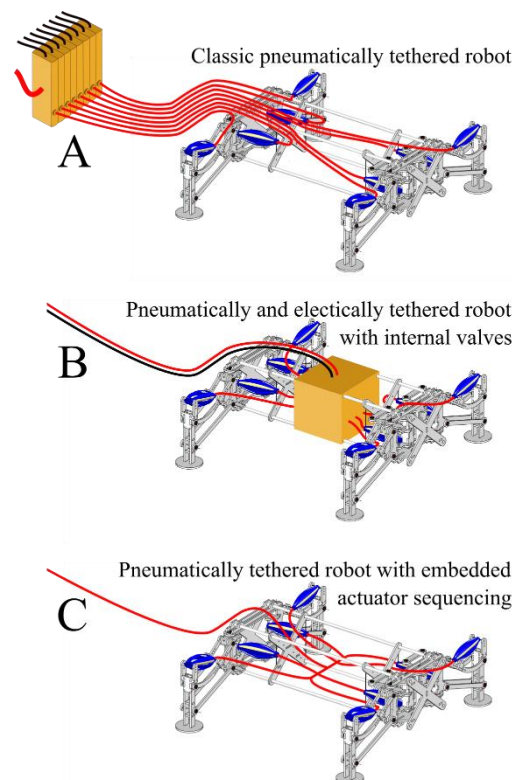 Classic pneumatically tethered robot
A
Pneumatically and electically tethered robot
with internal valves
B
Pneumatically tethered robot with embedded
actuator sequencing
C